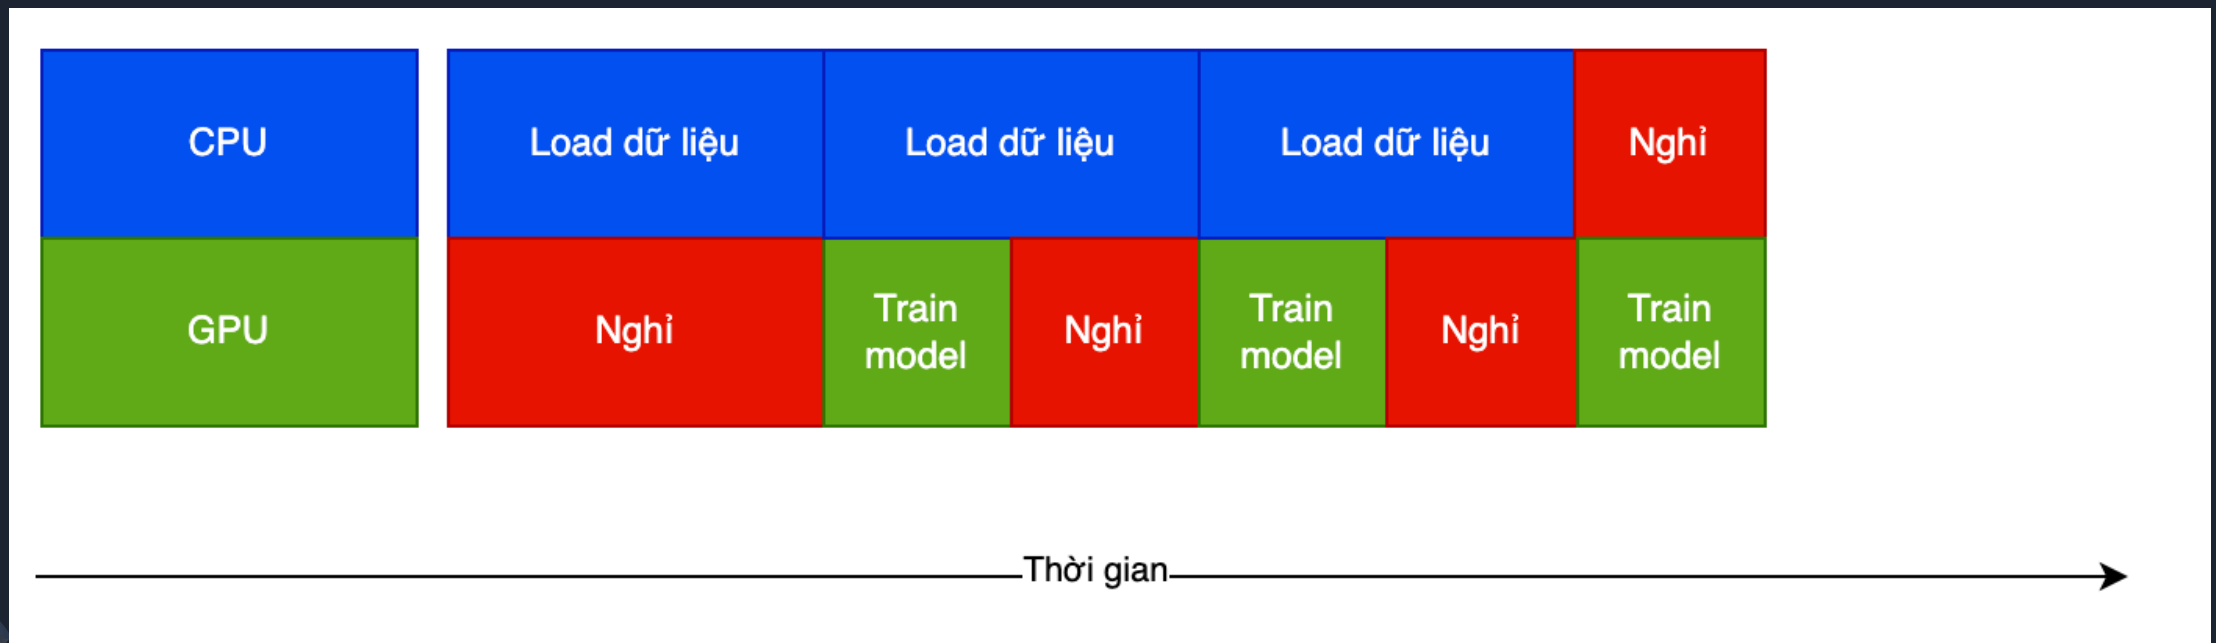 CPU
Load dữ liệu
Load dữ liệu
Load dữ liệu
Nghỉ
GPU
Nghỉ
Train
model
Nghỉ
Train
model
Nghỉ
Train
model
Thời gian